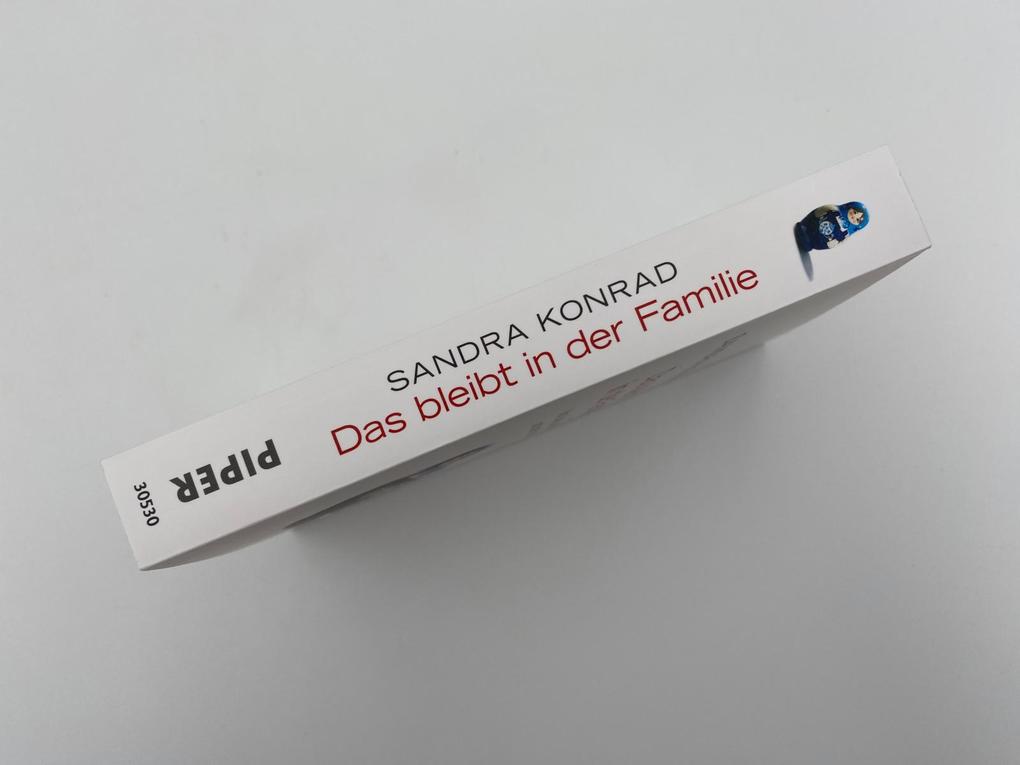 SANDRA KONRAD
Das bleibt in der Familie
PIPER
30530